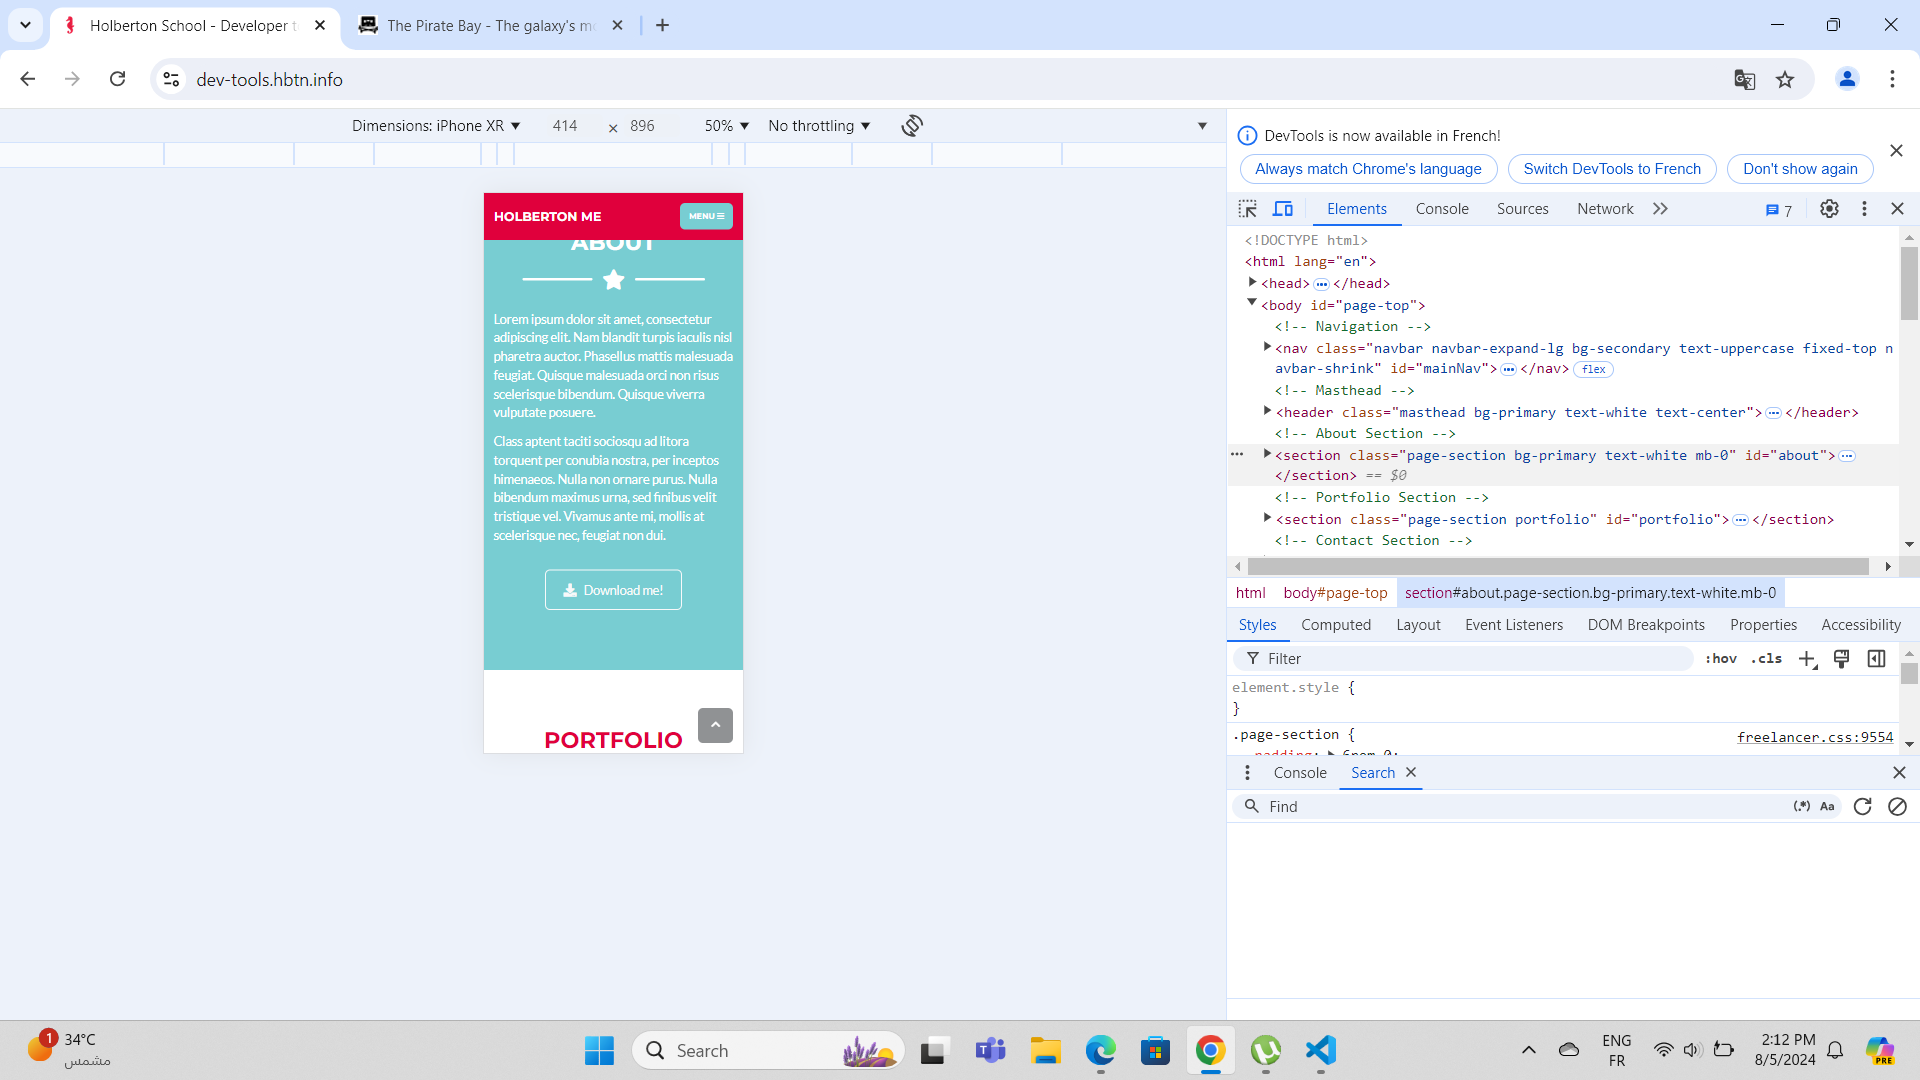 Holberton School - Developer t
The Pirate Bay - The galaxy's mo
dev-tools.hbtn.info
Dimensions: iPhone XR 414 × 896 50% No throttling
HOLBERTON ME
MENU
ABOUT
Lorem ipsum dolor sit amet, consectetur
adipiscing elit. Nam blandit turpis iaculis nisl
pharetra auctor. Phasellus mattis malesuada
feugiat. Quisque malesuada orci non risus
scelerisque bibendum. Quisque viverra
vulputate posuere.
Class aptent taciti sociosqu ad litora
torquent per conubia nostra, per inceptos
himenaeos. Nulla non ornare purus. Nulla
bibendum maximus urna, sed finibus velit
tristique vel. Vivamus ante mi, mollis at
scelerisque nec, feugiat non dui.
Download me!
PORTFOLIO
DevTools is now available in French!
Always match Chrome's language Switch DevTools to French Don't show again
Elements Console Sources Network 7
<!DOCTYPE html>
<html lang="en">
<head> ••• </head>
<body id="page-top">
<!-- Navigation -->
<nav class="navbar navbar-expand-lg bg-secondary text-uppercase fixed-top n
avbar-shrink" id="mainNav"> ••• </nav> flex
<!-- Masthead -->
<header class="masthead bg-primary text-white text-center"> ••• </header>
<!-- About Section -->
<section class="page-section bg-primary text-white mb-0" id="about"> •••
</section> == $0
<!-- Portfolio Section -->
<section class="page-section portfolio" id="portfolio"> ••• </section>
<!-- Contact Section -->
html body#page-top section#about.page-section.bg-primary.text-white.mb-0
Styles Computed Layout Event Listeners DOM Breakpoints Properties Accessibility
Filter :hov .cls
element.style {
}
.page-section { freelancer.css:9554
padding: 6rem 0;
Console Search
Find (.*) Aa
1 34°C
مشمس
Search
PRE
ENG
FR
2:12 PM
8/5/2024